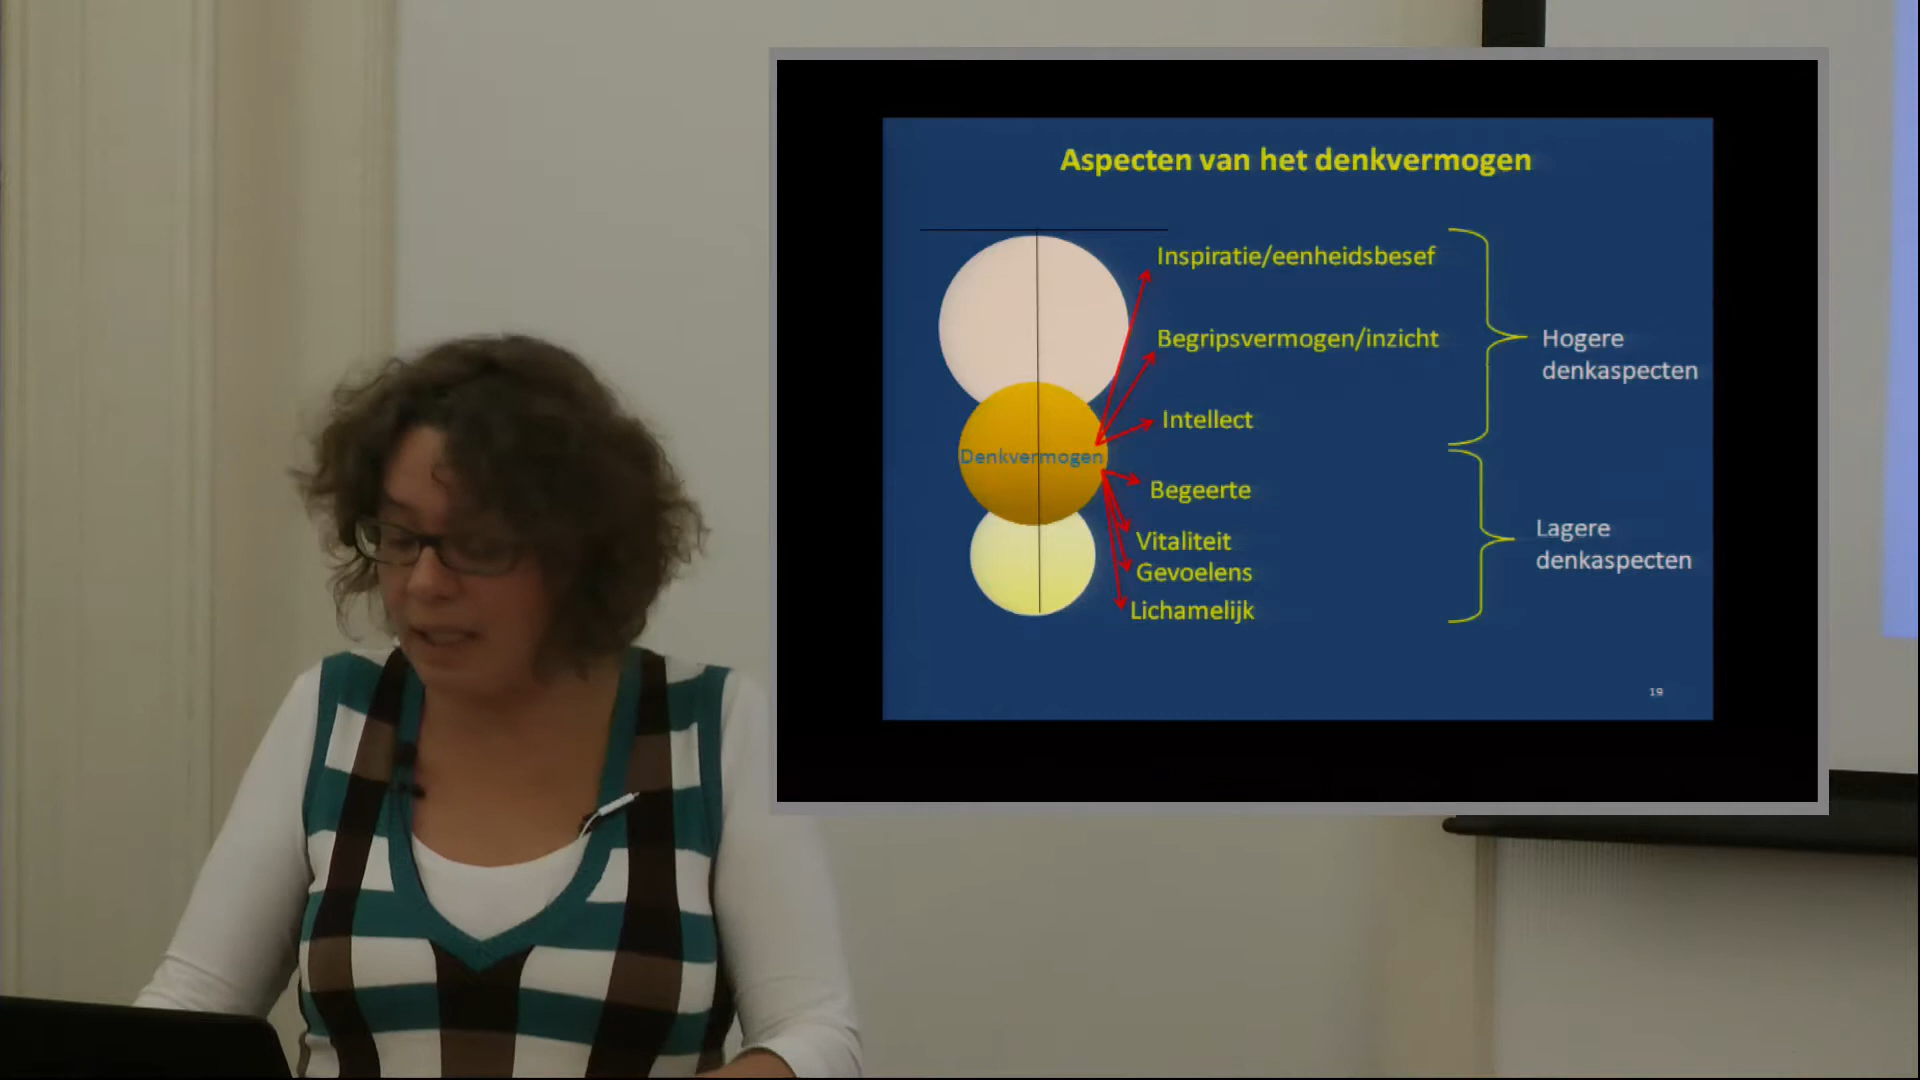 Aspecten van het denkvermogen
Inspiratie/eenheidsbesef
Begripsvermogen/inzicht
Hogere
denkaspecten
Intellect
Denkvermogen
Begeerte
Vitaliteit
Gevoelens
Lichamelijk
Lagere
denkaspecten
19